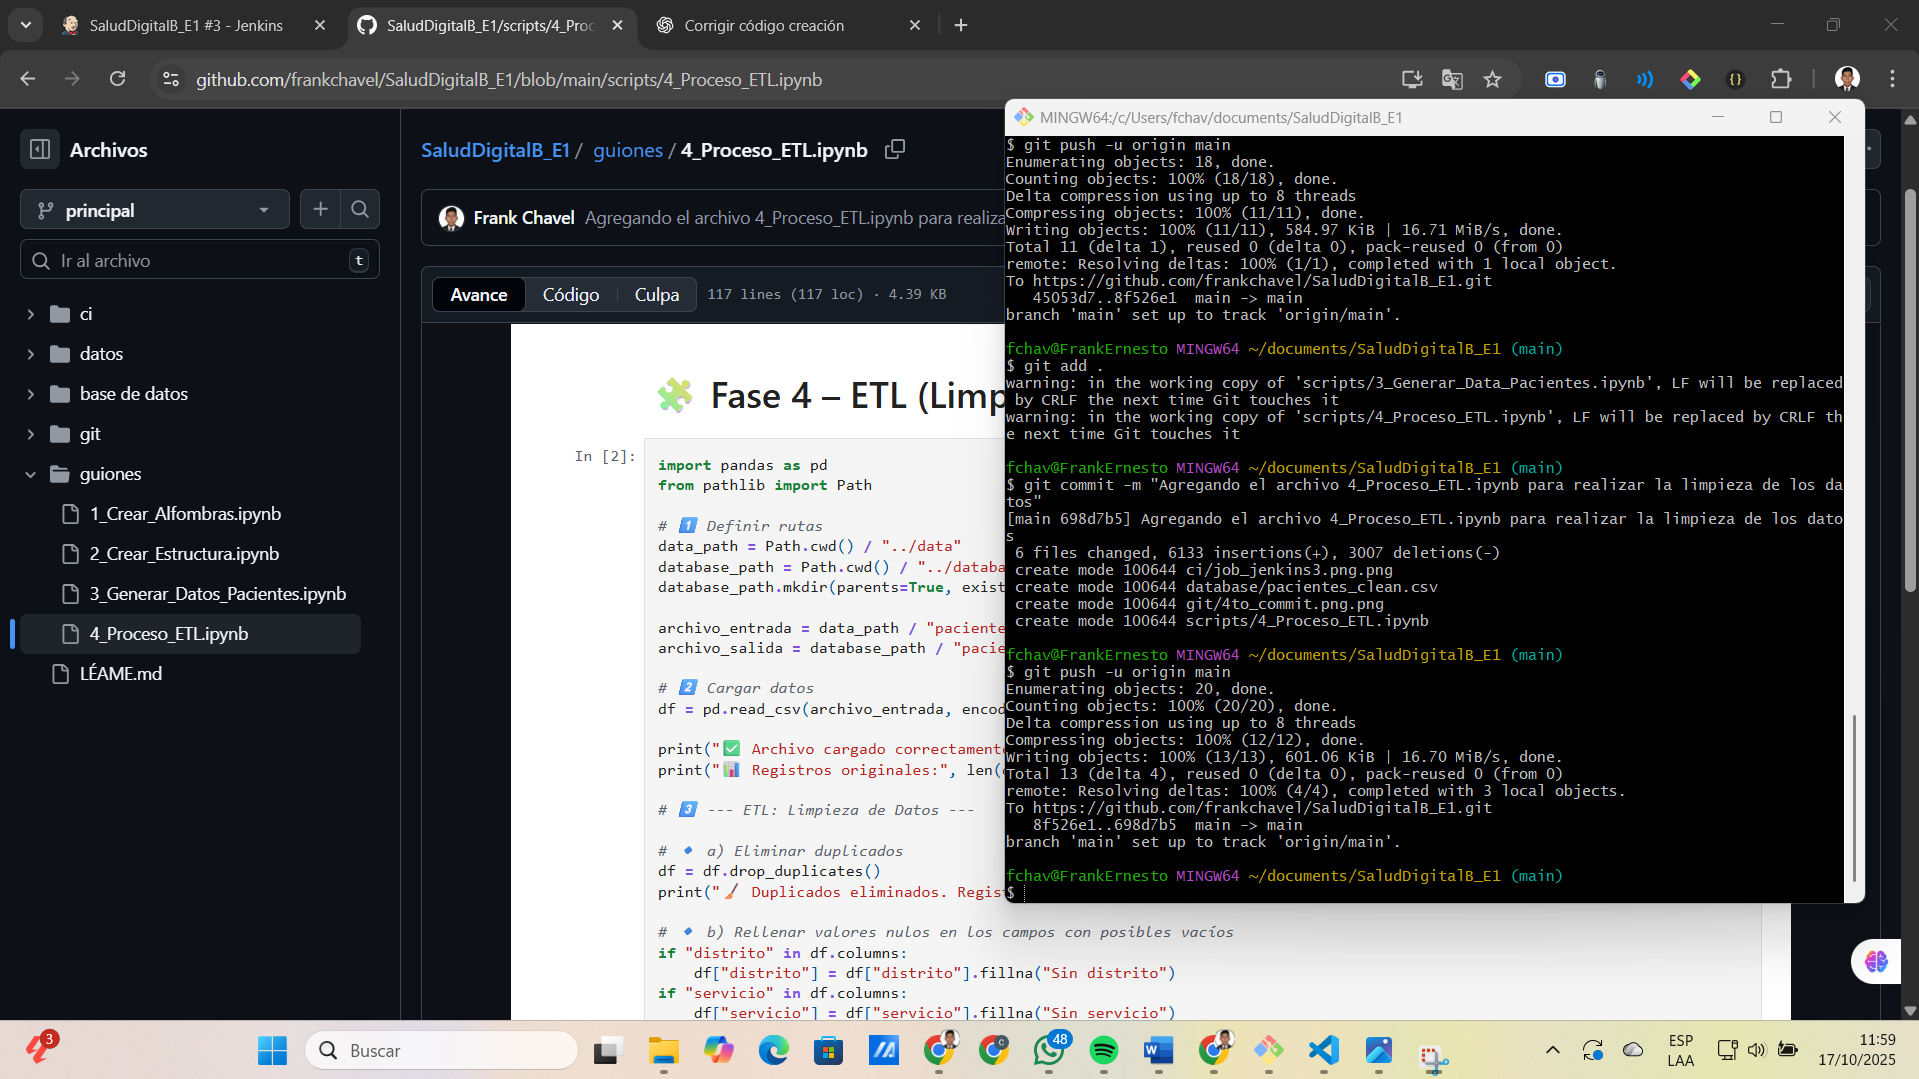 SaludDigitalB_E1 #3 - Jenkins
SaludDigitalB_E1/scripts/4_Proc
Corrigir código creación
github.com/frankchavel/SaludDigitalB_E1/blob/main/scripts/4_Proceso_ETL.ipynb
Archivos
principal
Ir al archivo
t
ci
datos
base de datos
git
guiones
1_Crear_Alfombras.ipynb
2_Crear_Estructura.ipynb
3_Generar_Datos_Pacientes.ipynb
4_Proceso_ETL.ipynb
LÉAME.md
SaludDigitalB_E1 / guiones / 4_Proceso_ETL.ipynb
Frank Chavel Agregando el archivo 4_Proceso_ETL.ipynb para realiza
Avance Código Culpa 117 lines (117 loc) · 4.39 KB
Fase 4 – ETL (Limp
In [2]:
import pandas as pd
from pathlib import Path
# 1 Definir rutas
data_path = Path.cwd() / "../data"
database_path = Path.cwd() / "../databa
database_path.mkdir(parents=True, exist
archivo_entrada = data_path / "paciente
archivo_salida = database_path / "pacie
# 2 Cargar datos
df = pd.read_csv(archivo_entrada, encod
print("✅ Archivo cargado correctament
print("📊 Registros originales:", len(
# 3 --- ETL: Limpieza de Datos ---
# 🔹 a) Eliminar duplicados
df = df.drop_duplicates()
print("🧹 Duplicados eliminados. Regist
# 🔹 b) Rellenar valores nulos en los campos con posibles vacíos
if "distrito" in df.columns:
df["distrito"] = df["distrito"].fillna("Sin distrito")
if "servicio" in df.columns:
df["servicio"] = df["servicio"].fillna("Sin servicio")
MINGW64:/c/Users/fchav/documents/SaludDigitalB_E1
$ git push -u origin main
Enumerating objects: 18, done.
Counting objects: 100% (18/18), done.
Delta compression using up to 8 threads
Compressing objects: 100% (11/11), done.
Writing objects: 100% (11/11), 584.97 KiB | 16.71 MiB/s, done.
Total 11 (delta 1), reused 0 (delta 0), pack-reused 0 (from 0)
remote: Resolving deltas: 100% (1/1), completed with 1 local object.
To https://github.com/frankchavel/SaludDigitalB_E1.git
45053d7..8f526e1 main -> main
branch 'main' set up to track 'origin/main'.
fchav@FrankErnesto MINGW64 ~/documents/SaludDigitalB_E1 (main)
$ git add .
warning: in the working copy of 'scripts/3_Generar_Data_Pacientes.ipynb', LF will be replaced
by CRLF the next time Git touches it
warning: in the working copy of 'scripts/4_Proceso_ETL.ipynb', LF will be replaced by CRLF th
e next time Git touches it
fchav@FrankErnesto MINGW64 ~/documents/SaludDigitalB_E1 (main)
$ git commit -m "Agregando el archivo 4_Proceso_ETL.ipynb para realizar la limpieza de los da
tos"
[main 698d7b5] Agregando el archivo 4_Proceso_ETL.ipynb para realizar la limpieza de los dato
s
6 files changed, 6133 insertions(+), 3007 deletions(-)
create mode 100644 ci/job_jenkins3.png.png
create mode 100644 database/pacientes_clean.csv
create mode 100644 git/4to_commit.png.png
create mode 100644 scripts/4_Proceso_ETL.ipynb
fchav@FrankErnesto MINGW64 ~/documents/SaludDigitalB_E1 (main)
$ git push -u origin main
Enumerating objects: 20, done.
Counting objects: 100% (20/20), done.
Delta compression using up to 8 threads
Compressing objects: 100% (12/12), done.
Writing objects: 100% (13/13), 601.06 KiB | 16.70 MiB/s, done.
Total 13 (delta 4), reused 0 (delta 0), pack-reused 0 (from 0)
remote: Resolving deltas: 100% (4/4), completed with 3 local objects.
To https://github.com/frankchavel/SaludDigitalB_E1.git
8f526e1..698d7b5 main -> main
branch 'main' set up to track 'origin/main'.
fchav@FrankErnesto MINGW64 ~/documents/SaludDigitalB_E1 (main)
$
3
Buscar
48
ESP
LAA
11:59
17/10/2025